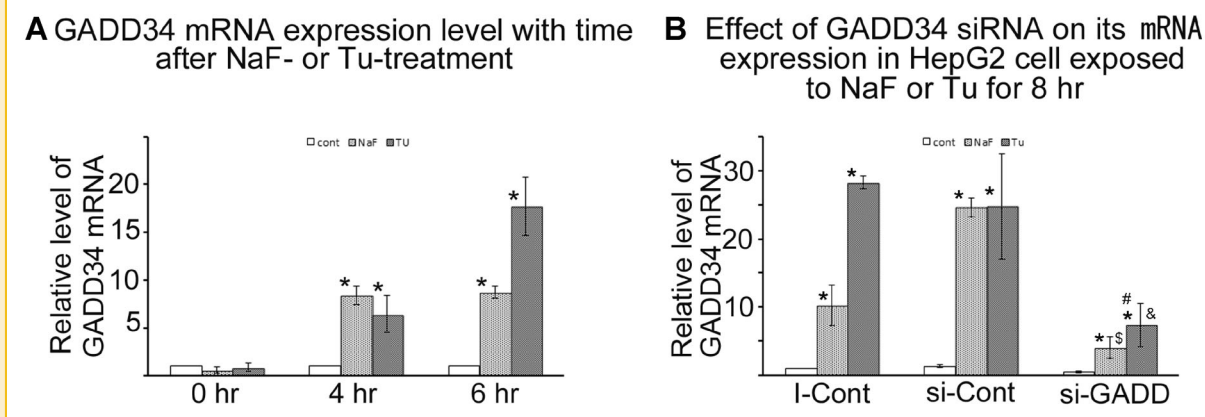 A GADD34 mRNA expression level with time
after NaF- or Tu-treatment
Relative level of
GADD34 mRNA
cont NaF TU
20
15
10
5
* * * *
0 hr 4 hr 6 hr
B Effect of GADD34 siRNA on its mRNA
expression in HepG2 cell exposed
to NaF or Tu for 8 hr
Relative level of
GADD34 mRNA
cont NaF Tu
30
20
10
* * * *
#
* $ * &
I-Cont si-Cont si-GADD